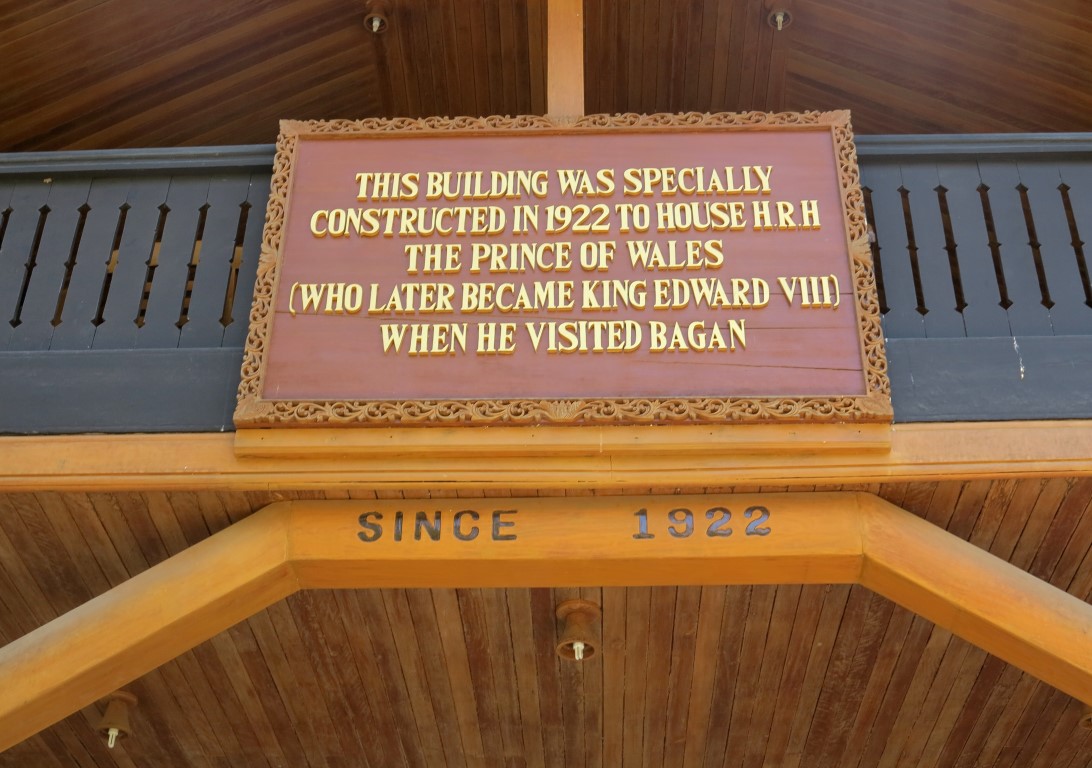 THIS BUILDING WAS SPECIALLY
CONSTRUCTED IN 1922 TO HOUSE H.R.H
THE PRINCE OF WALES
(WHO LATER BECAME KING EDWARD VIII)
WHEN HE VISITED BAGAN
SINCE 1922